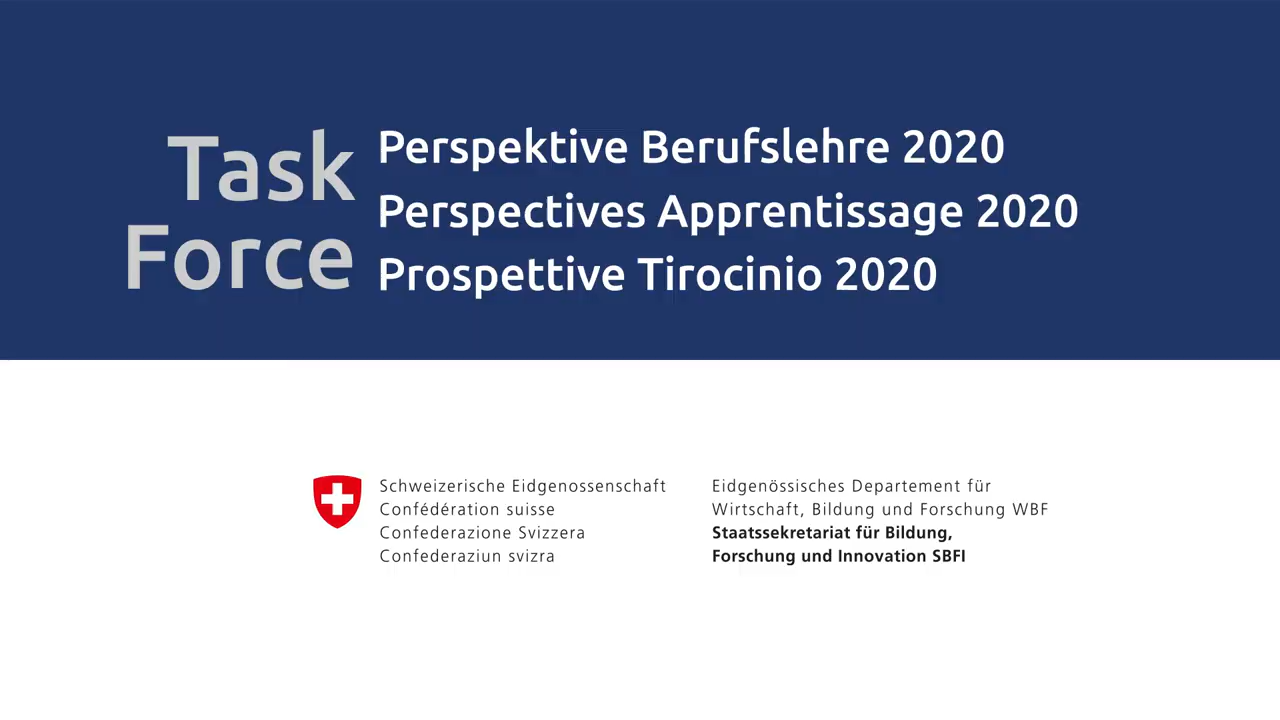 Task
Force
Perspektive Berufslehre 2020
Perspectives Apprentissage 2020
Prospettive Tirocinio 2020
Schweizerische Eidgenossenschaft
Confédération suisse
Confederazione Svizzera
Confederaziun svizra
Eidgenössisches Departement für
Wirtschaft, Bildung und Forschung WBF
Staatssekretariat für Bildung,
Forschung und Innovation SBFI